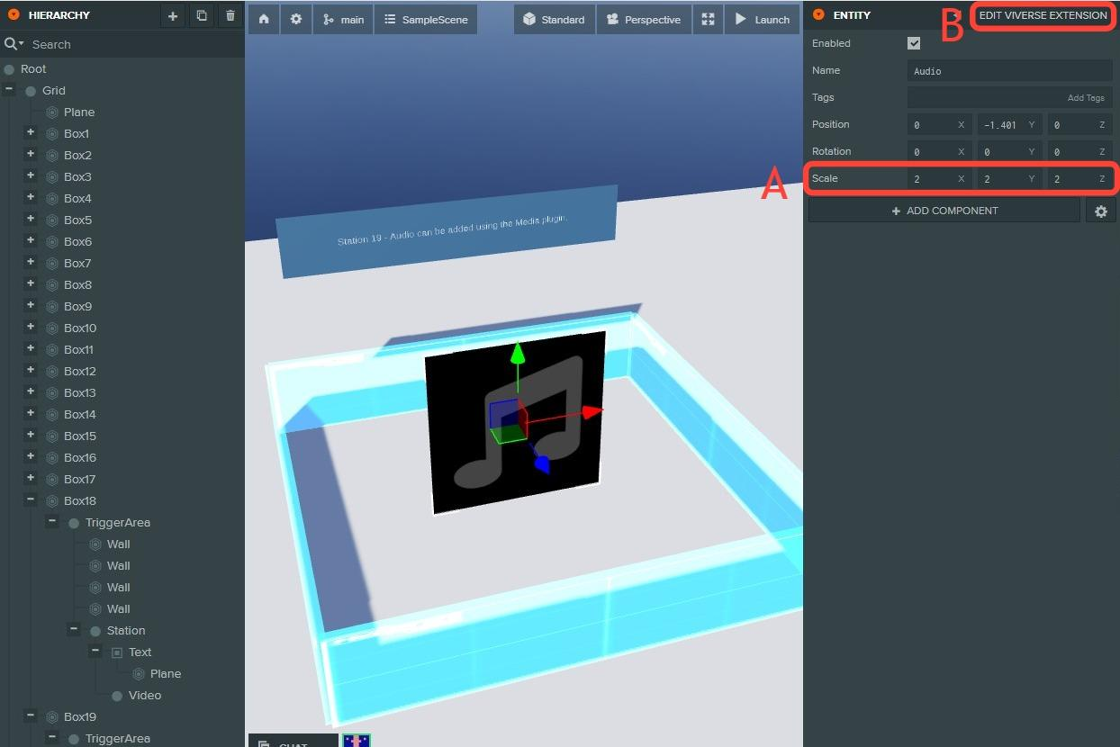 HIERARCHY
Search
Root
Grid
Plane
Box1
Box2
Box3
Box4
Box5
Box6
Box7
Box8
Box9
Box10
Box11
Box12
Box13
Box14
Box15
Box16
Box17
Box18
TriggerArea
Wall
Wall
Wall
Wall
Station
Text
Plane
Video
Box19
TriggerArea
main SampleScene Standard Perspective Launch
Station 19 - Audio can be added using the Media plugin.
CHAT
ENTITY B EDIT VIVERSE EXTENSION
Enabled
Name Audio
Tags Add Tags
Position 0 X -1.401 Y 0 Z
Rotation 0 X 0 Y 0 Z
A Scale 2 X 2 Y 2 Z
+ ADD COMPONENT